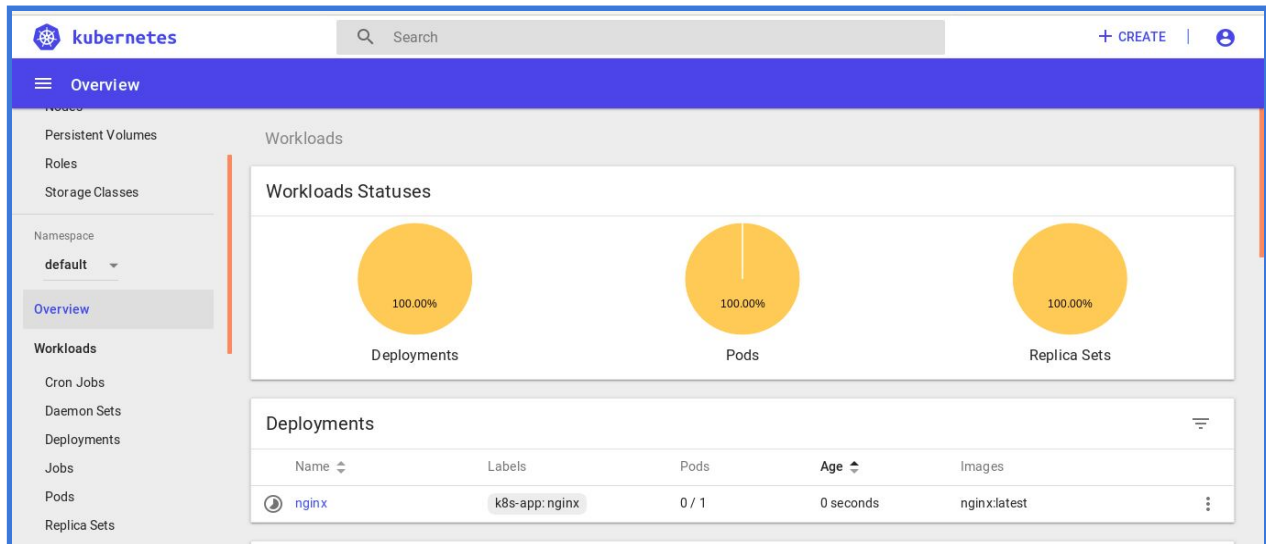 kubernetes
Search
+ CREATE |
Overview
Nodes
Persistent Volumes
Roles
Storage Classes
Namespace
default
Overview
Workloads
Cron Jobs
Daemon Sets
Deployments
Jobs
Pods
Replica Sets
Workloads
Workloads Statuses
100.00% 100.00% 100.00%
Deployments Pods Replica Sets
Deployments
Name Labels Pods Age Images
nginx k8s-app: nginx 0 / 1 0 seconds nginx:latest